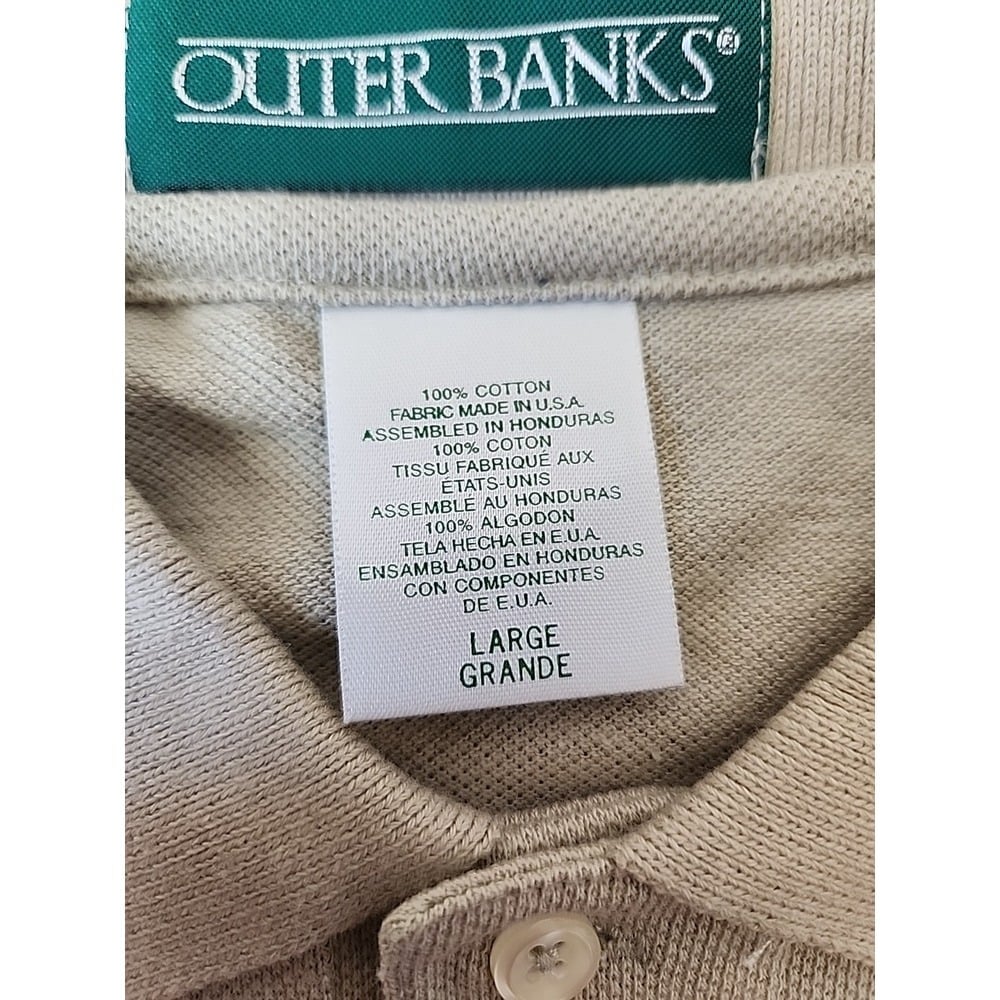 OUTER BANKS®
100% COTTON
FABRIC MADE IN U.S.A.
ASSEMBLED IN HONDURAS
100% COTON
TISSU FABRIQUÉ AUX
ÉTATS-UNIS
ASSEMBLÉ AU HONDURAS
100% ALGODON
TELA HECHA EN E.U.A.
ENSAMBLADO EN HONDURAS
CON COMPONENTES
DE E.U.A.
LARGE
GRANDE